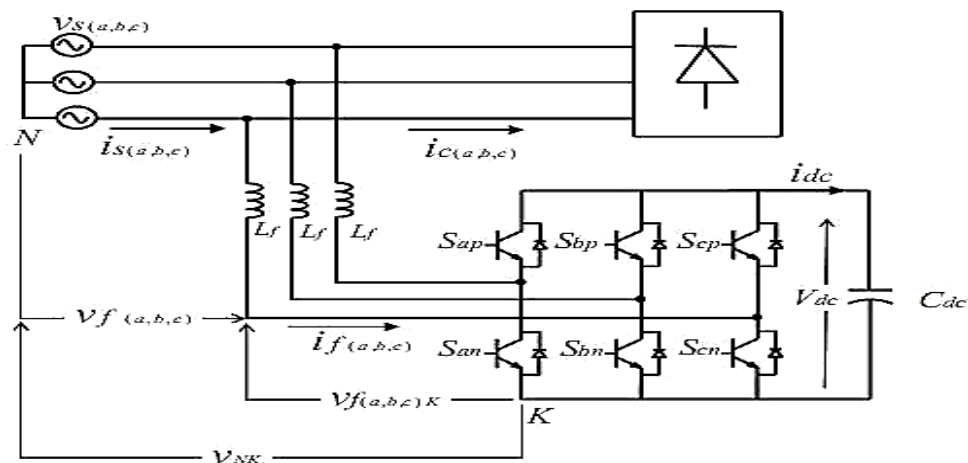 vs(a,b,c)
N
is(a,b,c)
ic(a,b,c)
Lf Lf Lf
idc
Sap Sbp Scp
Vdc
Cdc
vf (a,b,c)
if (a,b,c)
San Sbn Scn
vf(a,b,c) K
K
vNK